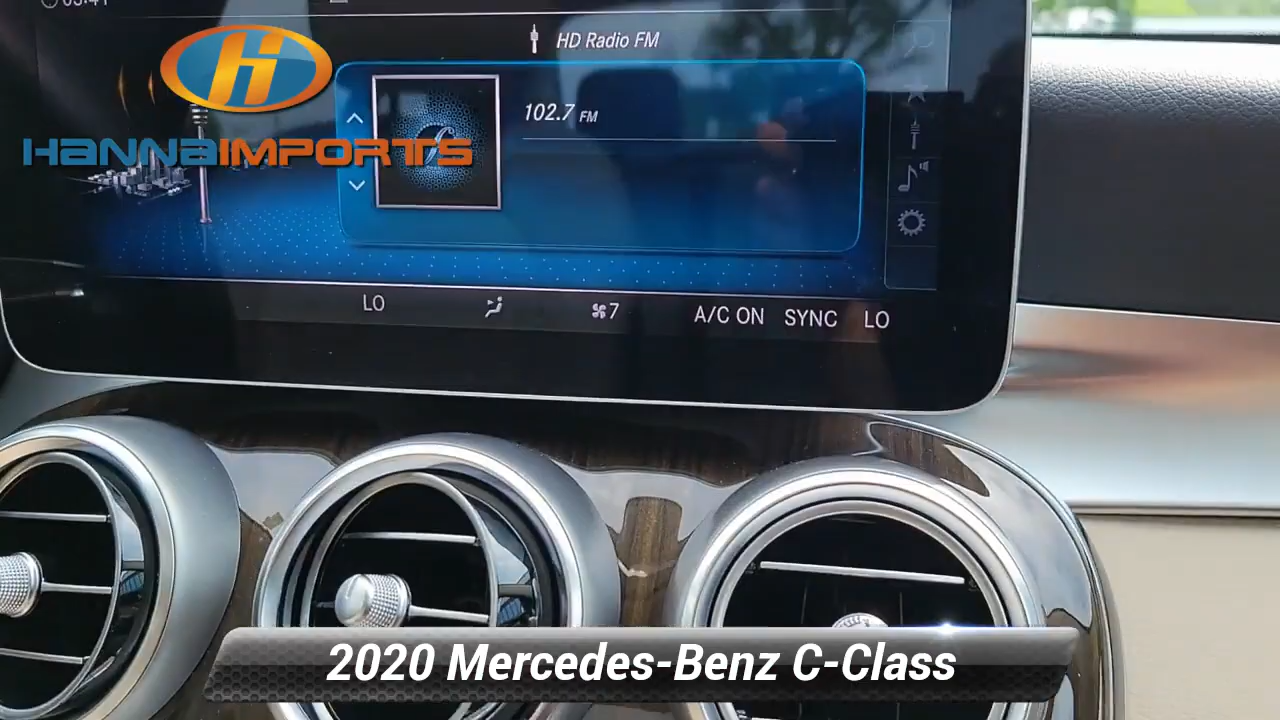 HD Radio FM
HANNAIMPORTS
102.7 FM
LO
7
A/C ON SYNC LO
2020 Mercedes-Benz C-Class